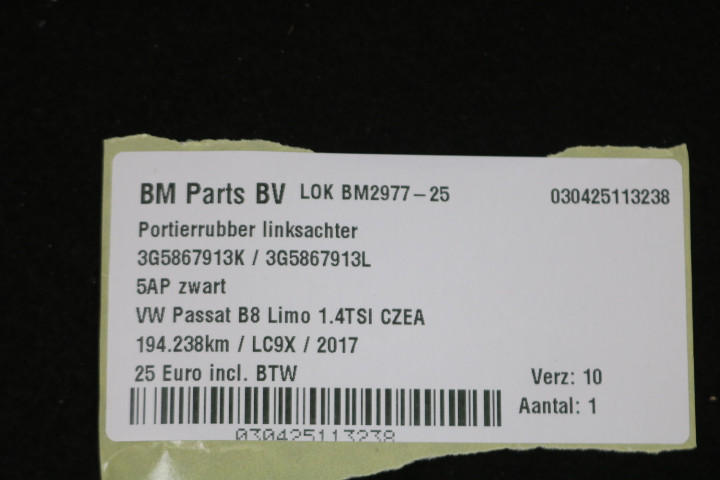 BM Parts BV LOK BM2977-25 030425113238
Portierrubber linksachter
3G5867913K / 3G5867913L
5AP zwart
VW Passat B8 Limo 1.4TSI CZEA
194.238km / LC9X / 2017
25 Euro incl. BTW
Verz: 10
Aantal: 1
030425113238